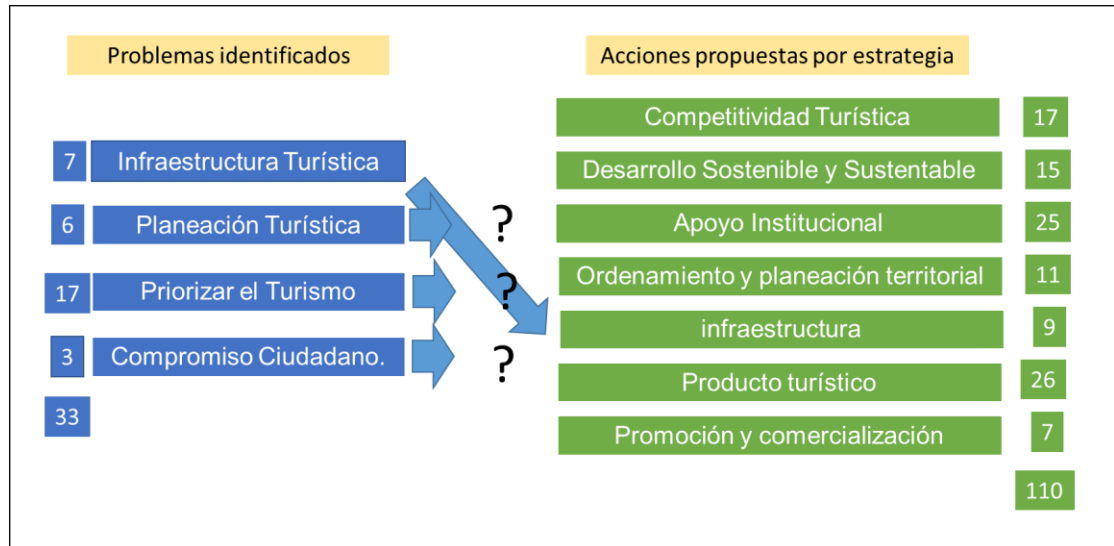 Problemas identificados
7 Infraestructura Turística
6 Planeación Turística
17 Priorizar el Turismo
3 Compromiso Ciudadano.
33
?
?
?
Acciones propuestas por estrategia
Competitividad Turística 17
Desarrollo Sostenible y Sustentable 15
Apoyo Institucional 25
Ordenamiento y planeación territorial 11
infraestructura 9
Producto turístico 26
Promoción y comercialización 7
110